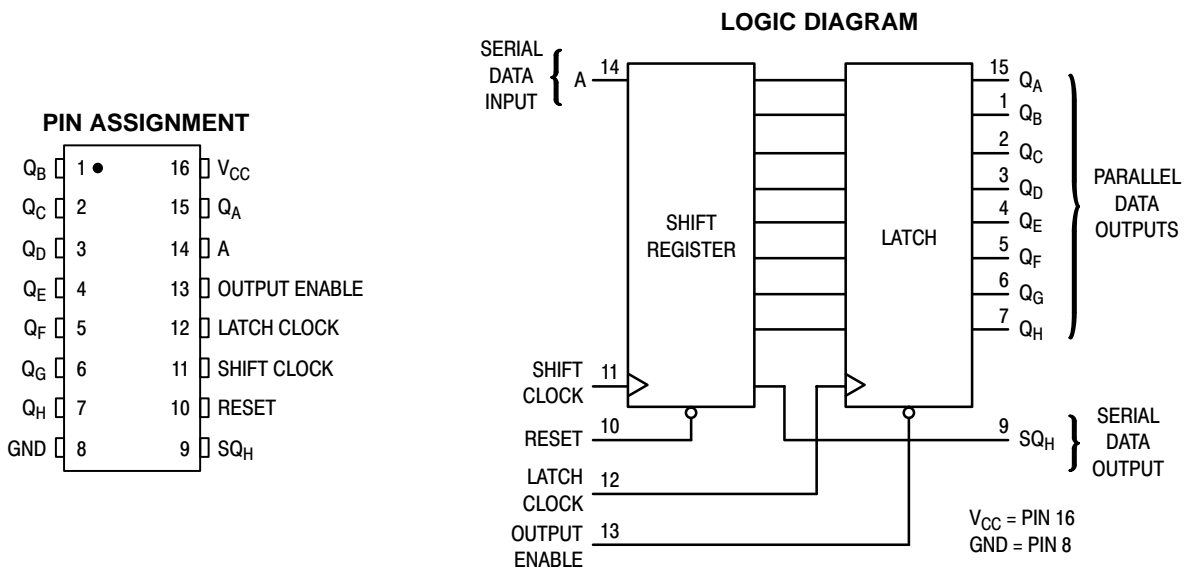 PIN ASSIGNMENT
Q_B 1 16 V_CC
Q_C 2 15 Q_A
Q_D 3 14 A
Q_E 4 13 OUTPUT ENABLE
Q_F 5 12 LATCH CLOCK
Q_G 6 11 SHIFT CLOCK
Q_H 7 10 RESET
GND 8 9 SQ_H
LOGIC DIAGRAM
SERIAL
DATA
INPUT
A 14
SHIFT
REGISTER
LATCH
15 Q_A
1 Q_B
2 Q_C
3 Q_D
4 Q_E
5 Q_F
6 Q_G
7 Q_H
PARALLEL
DATA
OUTPUTS
SHIFT
CLOCK
11
RESET 10
LATCH
CLOCK
12
OUTPUT
ENABLE
13
9 SQ_H
SERIAL
DATA
OUTPUT
V_CC = PIN 16
GND = PIN 8